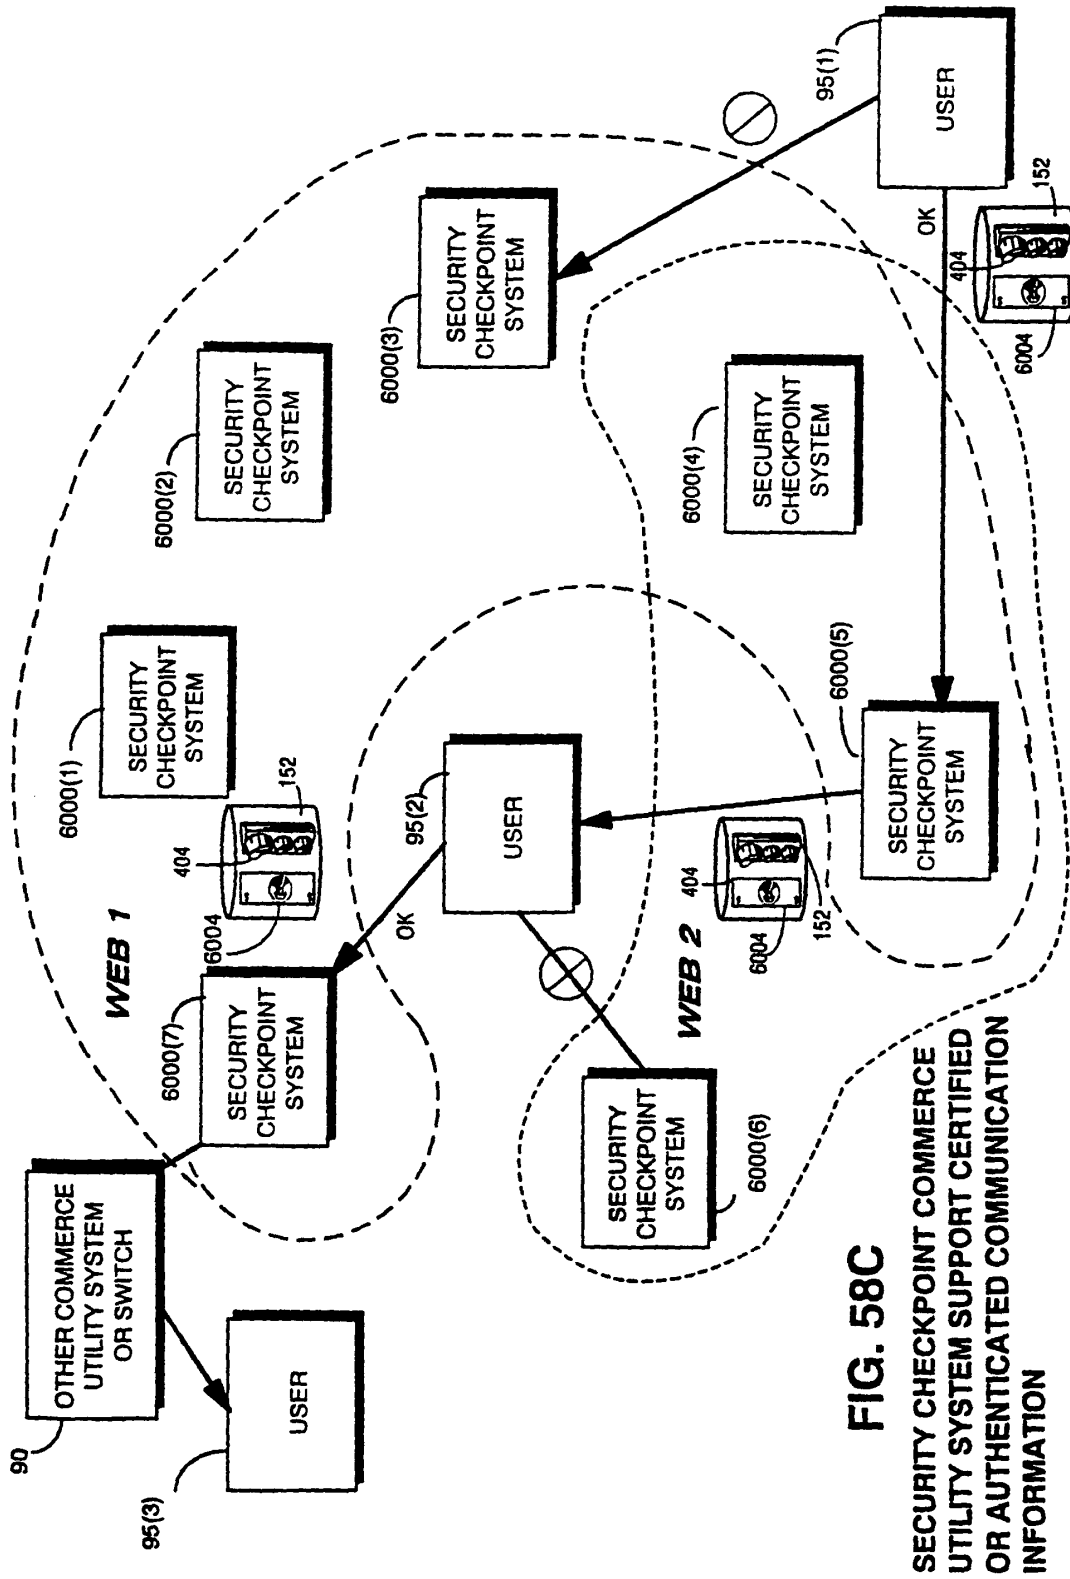 90
OTHER COMMERCE
UTILITY SYSTEM
OR SWITCH
95(3)
USER
WEB 1
6000(7)
SECURITY
CHECKPOINT
SYSTEM
6000(1)
SECURITY
CHECKPOINT
SYSTEM
6000(2)
SECURITY
CHECKPOINT
SYSTEM
6000(3)
SECURITY
CHECKPOINT
SYSTEM
404
152
6004
OK
95(2)
USER
6000(4)
SECURITY
CHECKPOINT
SYSTEM
95(1)
USER
OK
404
152
6004
WEB 2
SECURITY
CHECKPOINT
SYSTEM
6000(6)
404
6004
152
6000(5)
SECURITY
CHECKPOINT
SYSTEM
FIG. 58C
SECURITY CHECKPOINT COMMERCE
UTILITY SYSTEM SUPPORT CERTIFIED
OR AUTHENTICATED COMMUNICATION
INFORMATION